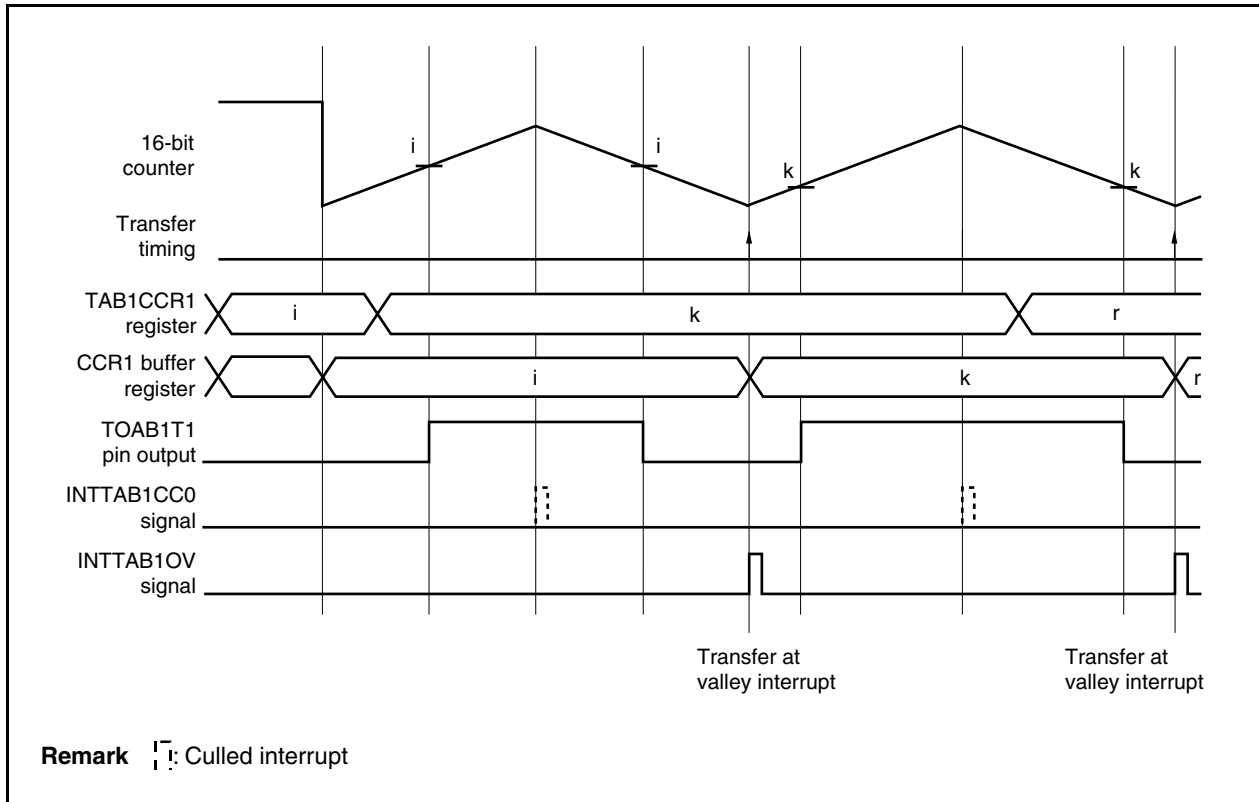 i
i
k
k
16-bit
counter
Transfer
timing
TAB1CCR1
register
i
k
r
CCR1 buffer
register
i
k
r
TOAB1T1
pin output
INTTAB1CC0
signal
INTTAB1OV
signal
Transfer at
valley interrupt
Transfer at
valley interrupt
Remark : Culled interrupt